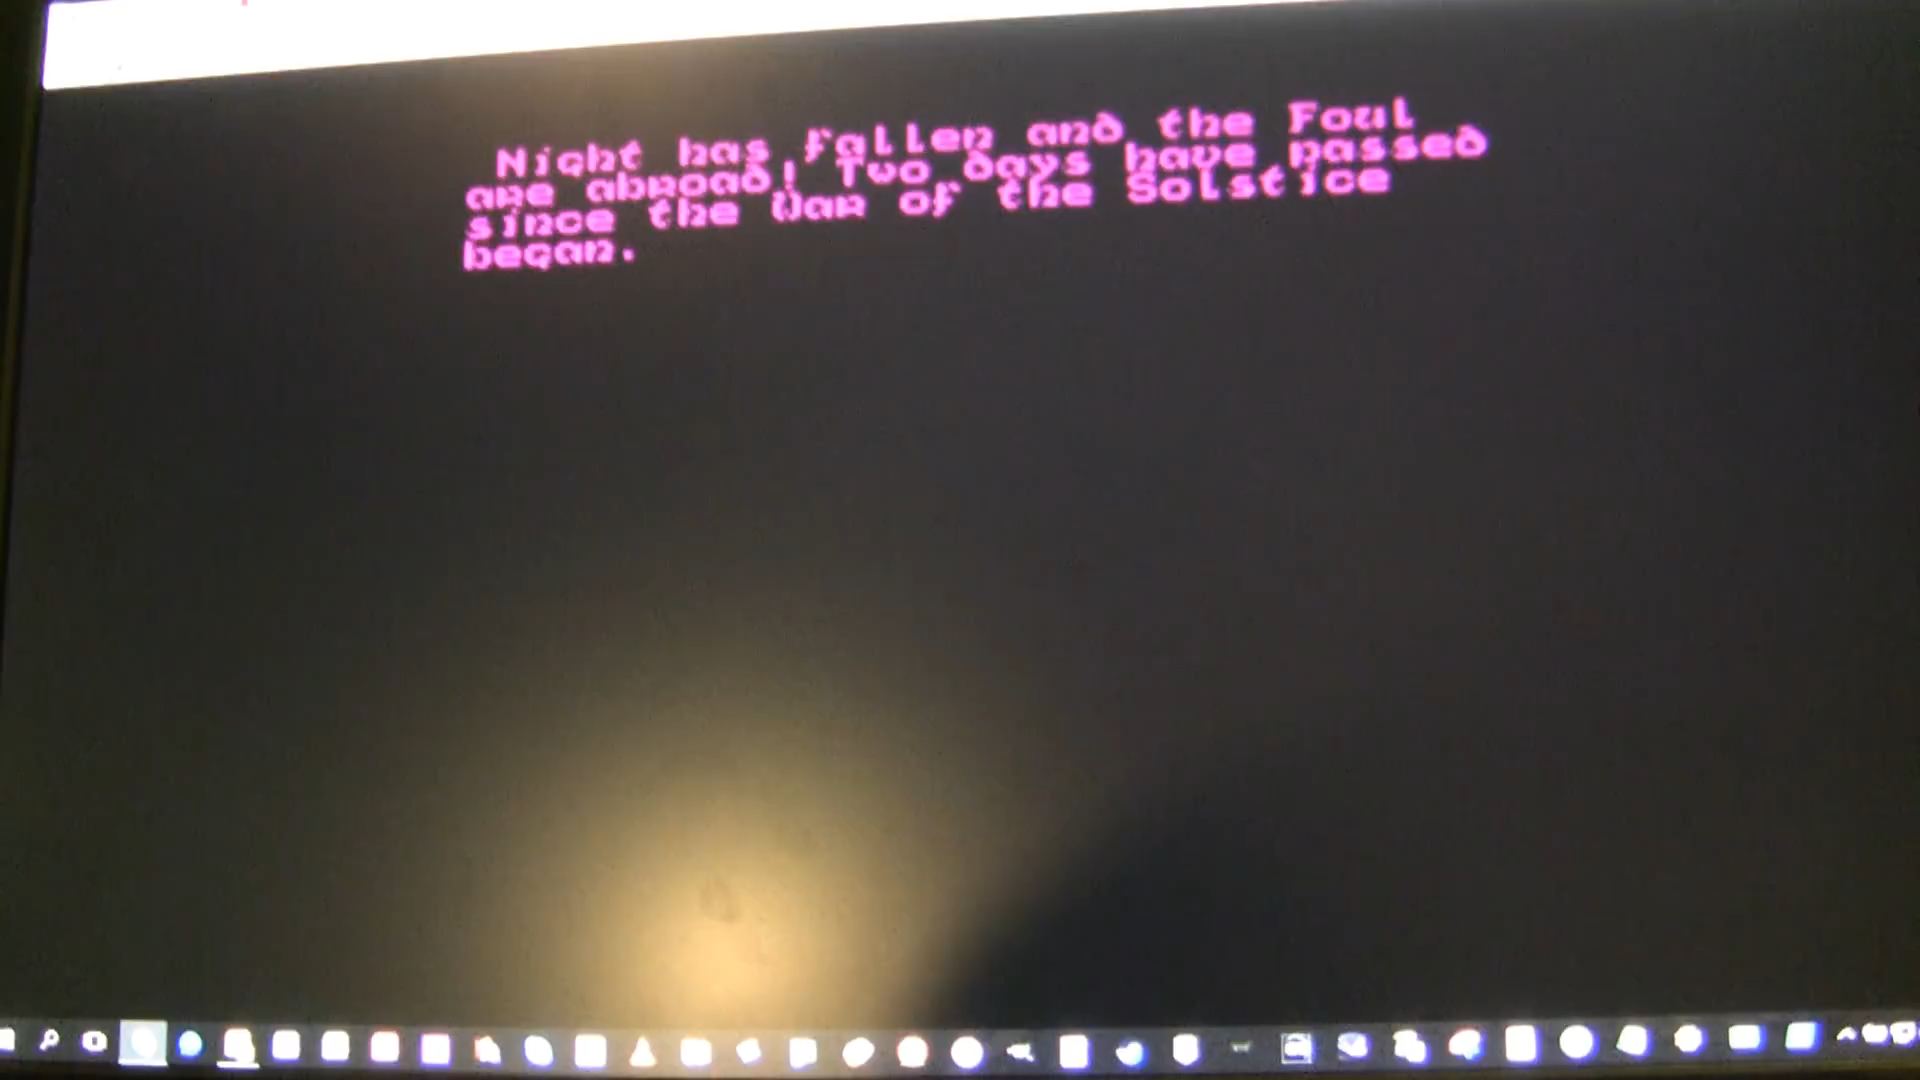 Night has fallen and the Foul
are abroad! Two days have passed
since the War of the Solstice
began.